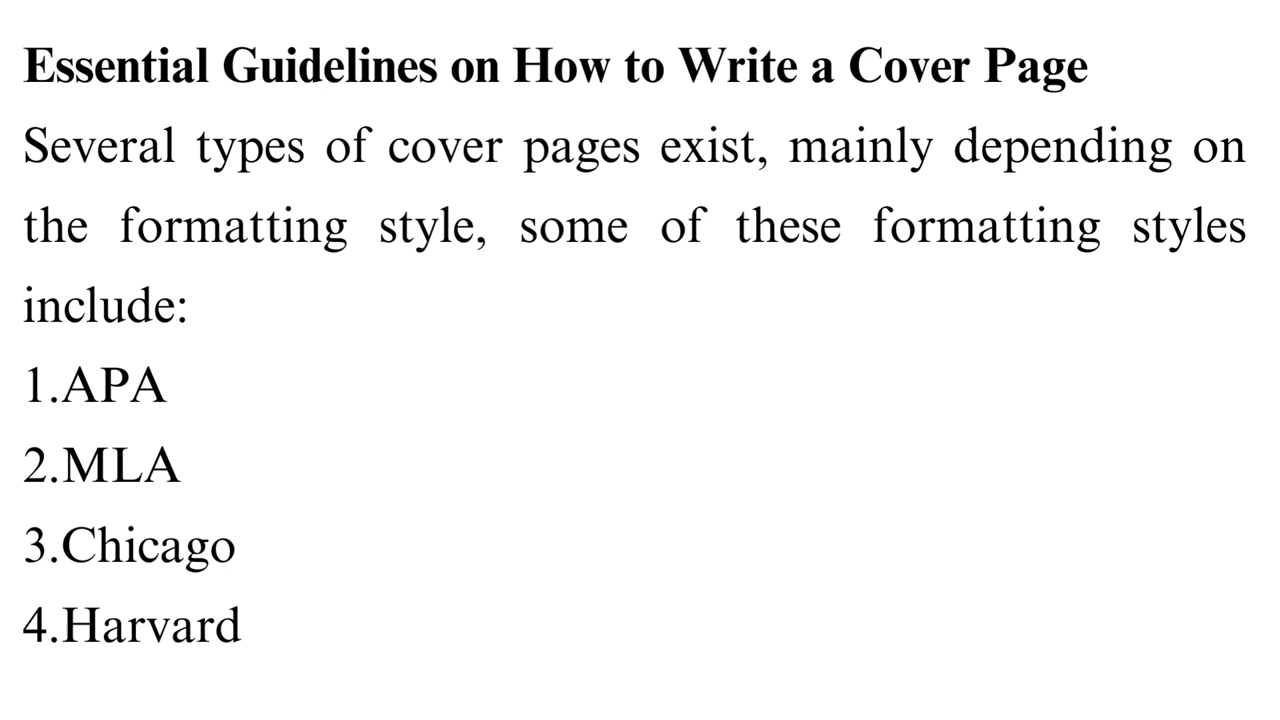 Essential Guidelines on How to Write a Cover Page
Several types of cover pages exist, mainly depending on
the formatting style, some of these formatting styles
include:
1.APA
2.MLA
3.Chicago
4.Harvard